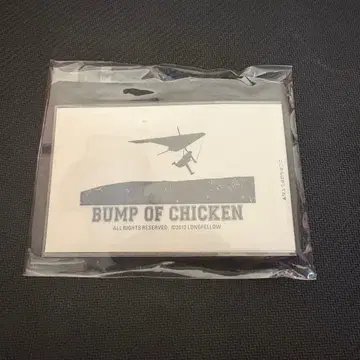 BUMP OF CHICKEN
ALL RIGHTS RESERVED. ©2012 LONGFELLOW